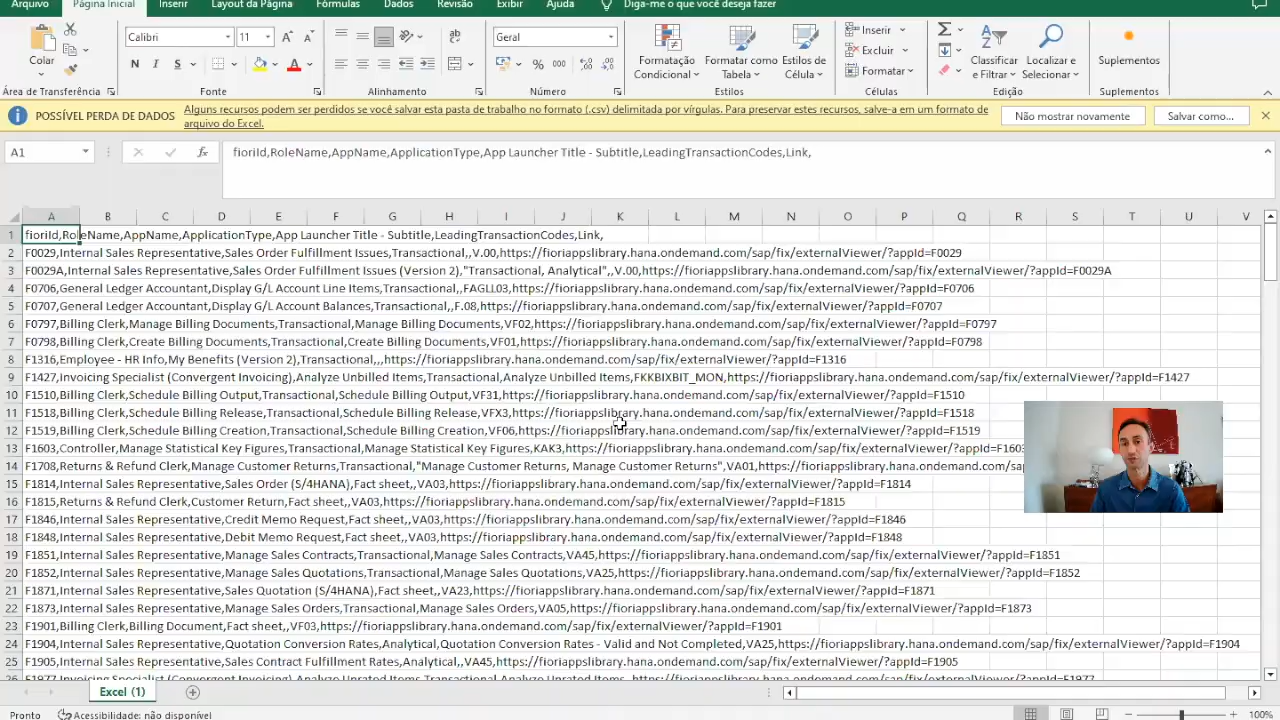 Arquivo Página Inicial Inserir Layout da Página Fórmulas Dados Revisão Exibir Ajuda Diga-me o que você deseja fazer
Colar
Calibri 11
N I S
Geral
% 000
Formatação Condicional
Formatar como Tabela
Estilos de Célula
Inserir
Excluir
Formatar
Classificar e Filtrar
Localizar e Selecionar
Suplementos
Área de Transferência Fonte Alinhamento Número Estilos Células Edição Suplementos
POSSÍVEL PERDA DE DADOS Alguns recursos podem ser perdidos se você salvar esta pasta de trabalho no formato (.csv) delimitada por vírgulas. Para preservar estes recursos, salve-a em um formato de
arquivo do Excel.
Não mostrar novamente Salvar como...
A1 fx fioriId,RoleName,AppName,ApplicationType,App Launcher Title - Subtitle,LeadingTransactionCodes,Link,
A B C D E F G H I J K L M N O P Q R S T U V
1 fioriId,RoleName,AppName,ApplicationType,App Launcher Title - Subtitle,LeadingTransactionCodes,Link,
2 F0029,Internal Sales Representative,Sales Order Fulfillment Issues,Transactional,,V.00,https://fioriappslibrary.hana.ondemand.com/sap/fix/externalViewer/?appId=F0029
3 F0029A,Internal Sales Representative,Sales Order Fulfillment Issues (Version 2),"Transactional, Analytical",,V.00,https://fioriappslibrary.hana.ondemand.com/sap/fix/externalViewer/?appId=F0029A
4 F0706,General Ledger Accountant,Display G/L Account Line Items,Transactional,,FAGLL03,https://fioriappslibrary.hana.ondemand.com/sap/fix/externalViewer/?appId=F0706
5 F0707,General Ledger Accountant,Display G/L Account Balances,Transactional,,F.08,https://fioriappslibrary.hana.ondemand.com/sap/fix/externalViewer/?appId=F0707
6 F0797,Billing Clerk,Manage Billing Documents,Transactional,Manage Billing Documents,VF02,https://fioriappslibrary.hana.ondemand.com/sap/fix/externalViewer/?appId=F0797
7 F0798,Billing Clerk,Create Billing Documents,Transactional,Create Billing Documents,VF01,https://fioriappslibrary.hana.ondemand.com/sap/fix/externalViewer/?appId=F0798
8 F1316,Employee - HR Info,My Benefits (Version 2),Transactional,,,https://fioriappslibrary.hana.ondemand.com/sap/fix/externalViewer/?appId=F1316
9 F1427,Invoicing Specialist (Convergent Invoicing),Analyze Unbilled Items,Transactional,Analyze Unbilled Items,FKKBIXBIT_MON,https://fioriappslibrary.hana.ondemand.com/sap/fix/externalViewer/?appId=F1427
10 F1510,Billing Clerk,Schedule Billing Output,Transactional,Schedule Billing Output,VF31,https://fioriappslibrary.hana.ondemand.com/sap/fix/externalViewer/?appId=F1510
11 F1518,Billing Clerk,Schedule Billing Release,Transactional,Schedule Billing Release,VFX3,https://fioriappslibrary.hana.ondemand.com/sap/fix/externalViewer/?appId=F1518
12 F1519,Billing Clerk,Schedule Billing Creation,Transactional,Schedule Billing Creation,VF06,https://fioriappslibrary.hana.ondemand.com/sap/fix/externalViewer/?appId=F1519
13 F1603,Controller,Manage Statistical Key Figures,Transactional,Manage Statistical Key Figures,KAK3,https://fioriappslibrary.hana.ondemand.com/sap/fix/externalViewer/?appId=F1603
14 F1708,Returns & Refund Clerk,Manage Customer Returns,Transactional,"Manage Customer Returns, Manage Customer Returns",VA01,https://fioriappslibrary.hana.ondemand.com/sap/fix/externalViewer/
15 F1814,Internal Sales Representative,Sales Order (S/4HANA),Fact sheet,,VA03,https://fioriappslibrary.hana.ondemand.com/sap/fix/externalViewer/?appId=F1814
16 F1815,Returns & Refund Clerk,Customer Return,Fact sheet,,VA03,https://fioriappslibrary.hana.ondemand.com/sap/fix/externalViewer/?appId=F1815
17 F1846,Internal Sales Representative,Credit Memo Request,Fact sheet,,VA03,https://fioriappslibrary.hana.ondemand.com/sap/fix/externalViewer/?appId=F1846
18 F1848,Internal Sales Representative,Debit Memo Request,Fact sheet,,VA03,https://fioriappslibrary.hana.ondemand.com/sap/fix/externalViewer/?appId=F1848
19 F1851,Internal Sales Representative,Manage Sales Contracts,Transactional,Manage Sales Contracts,VA45,https://fioriappslibrary.hana.ondemand.com/sap/fix/externalViewer/?appId=F1851
20 F1852,Internal Sales Representative,Manage Sales Quotations,Transactional,Manage Sales Quotations,VA25,https://fioriappslibrary.hana.ondemand.com/sap/fix/externalViewer/?appId=F1852
21 F1871,Internal Sales Representative,Sales Quotation (S/4HANA),Fact sheet,,VA23,https://fioriappslibrary.hana.ondemand.com/sap/fix/externalViewer/?appId=F1871
22 F1873,Internal Sales Representative,Manage Sales Orders,Transactional,Manage Sales Orders,VA05,https://fioriappslibrary.hana.ondemand.com/sap/fix/externalViewer/?appId=F1873
23 F1901,Billing Clerk,Billing Document,Fact sheet,,VF03,https://fioriappslibrary.hana.ondemand.com/sap/fix/externalViewer/?appId=F1901
24 F1904,Internal Sales Representative,Quotation Conversion Rates,Analytical,Quotation Conversion Rates - Valid and Not Completed,VA25,https://fioriappslibrary.hana.ondemand.com/sap/fix/externalViewer/?appId=F1904
25 F1905,Internal Sales Representative,Sales Contract Fulfillment Rates,Analytical,,VA45,https://fioriappslibrary.hana.ondemand.com/sap/fix/externalViewer/?appId=F1905
Excel (1)
Pronto Acessibilidade: não disponível 100%